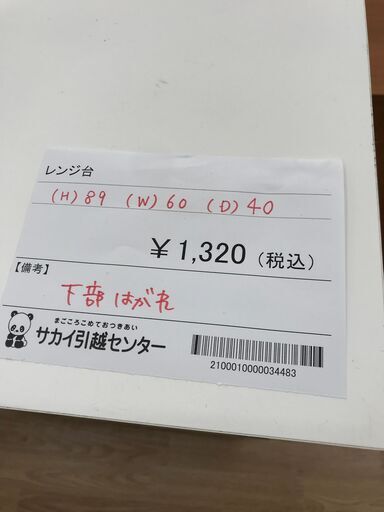 レンジ台
(H) 89 (W) 60 (D) 40
￥1,320（税込）
【備考】
下部 はがれ
まごころこめておつきあい
サカイ引越センター
2100010000034483